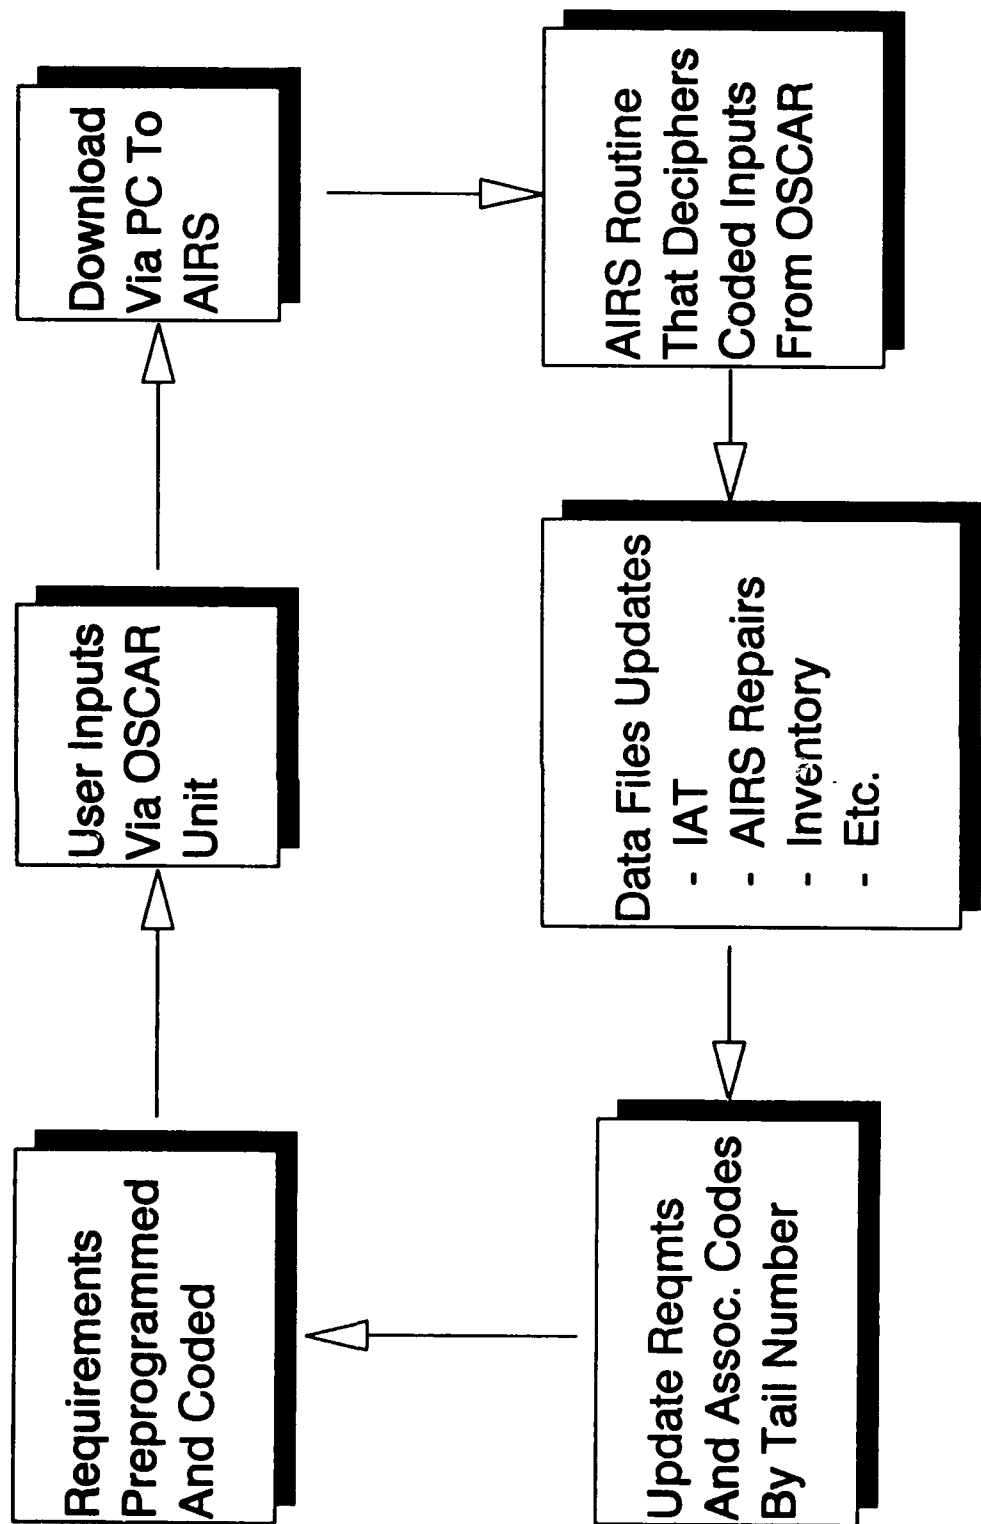 Requirements
Preprogrammed
And Coded
User Inputs
Via OSCAR
Unit
Download
Via PC To
AIRS
AIRS Routine
That Deciphers
Coded Inputs
From OSCAR
Data Files Updates
- IAT
- AIRS Repairs
- Inventory
- Etc.
Update Reqmts
And Assoc. Codes
By Tail Number